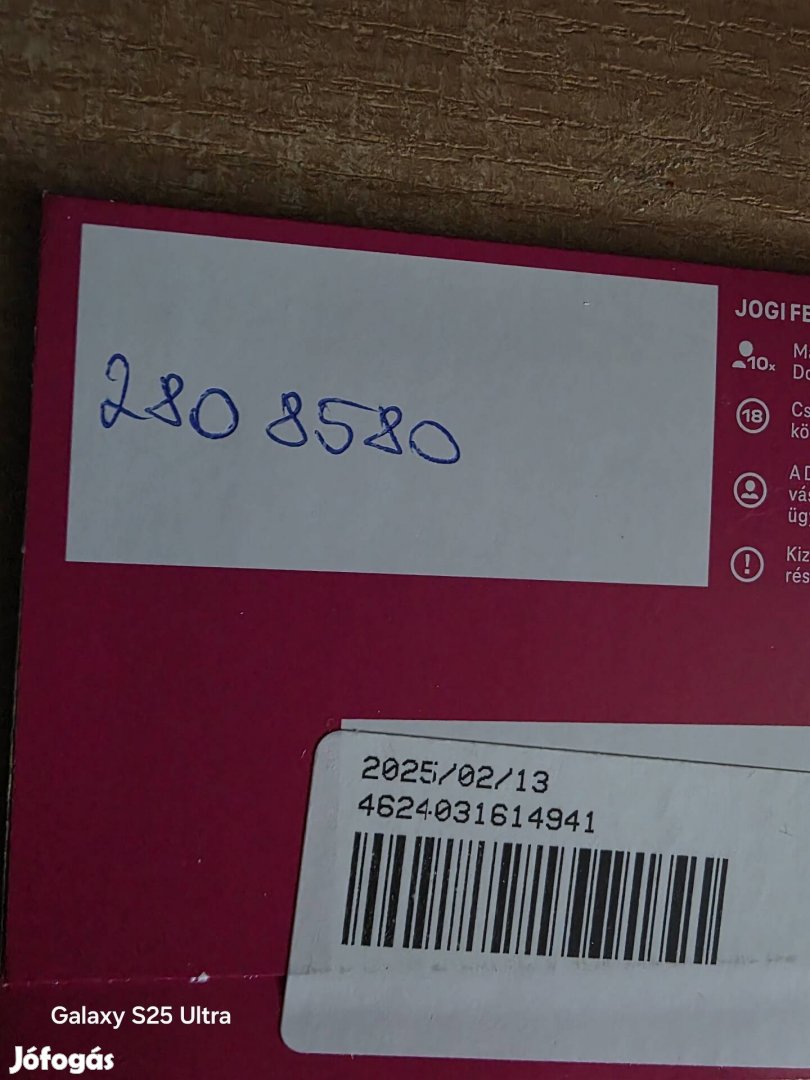 280 8580
JOGI FE
10x
Ma
Do
18
Cs
kö
A D
vás
ügy
!
Kiz
rés
2025/02/13
4624031614941
Galaxy S25 Ultra
Jófogás